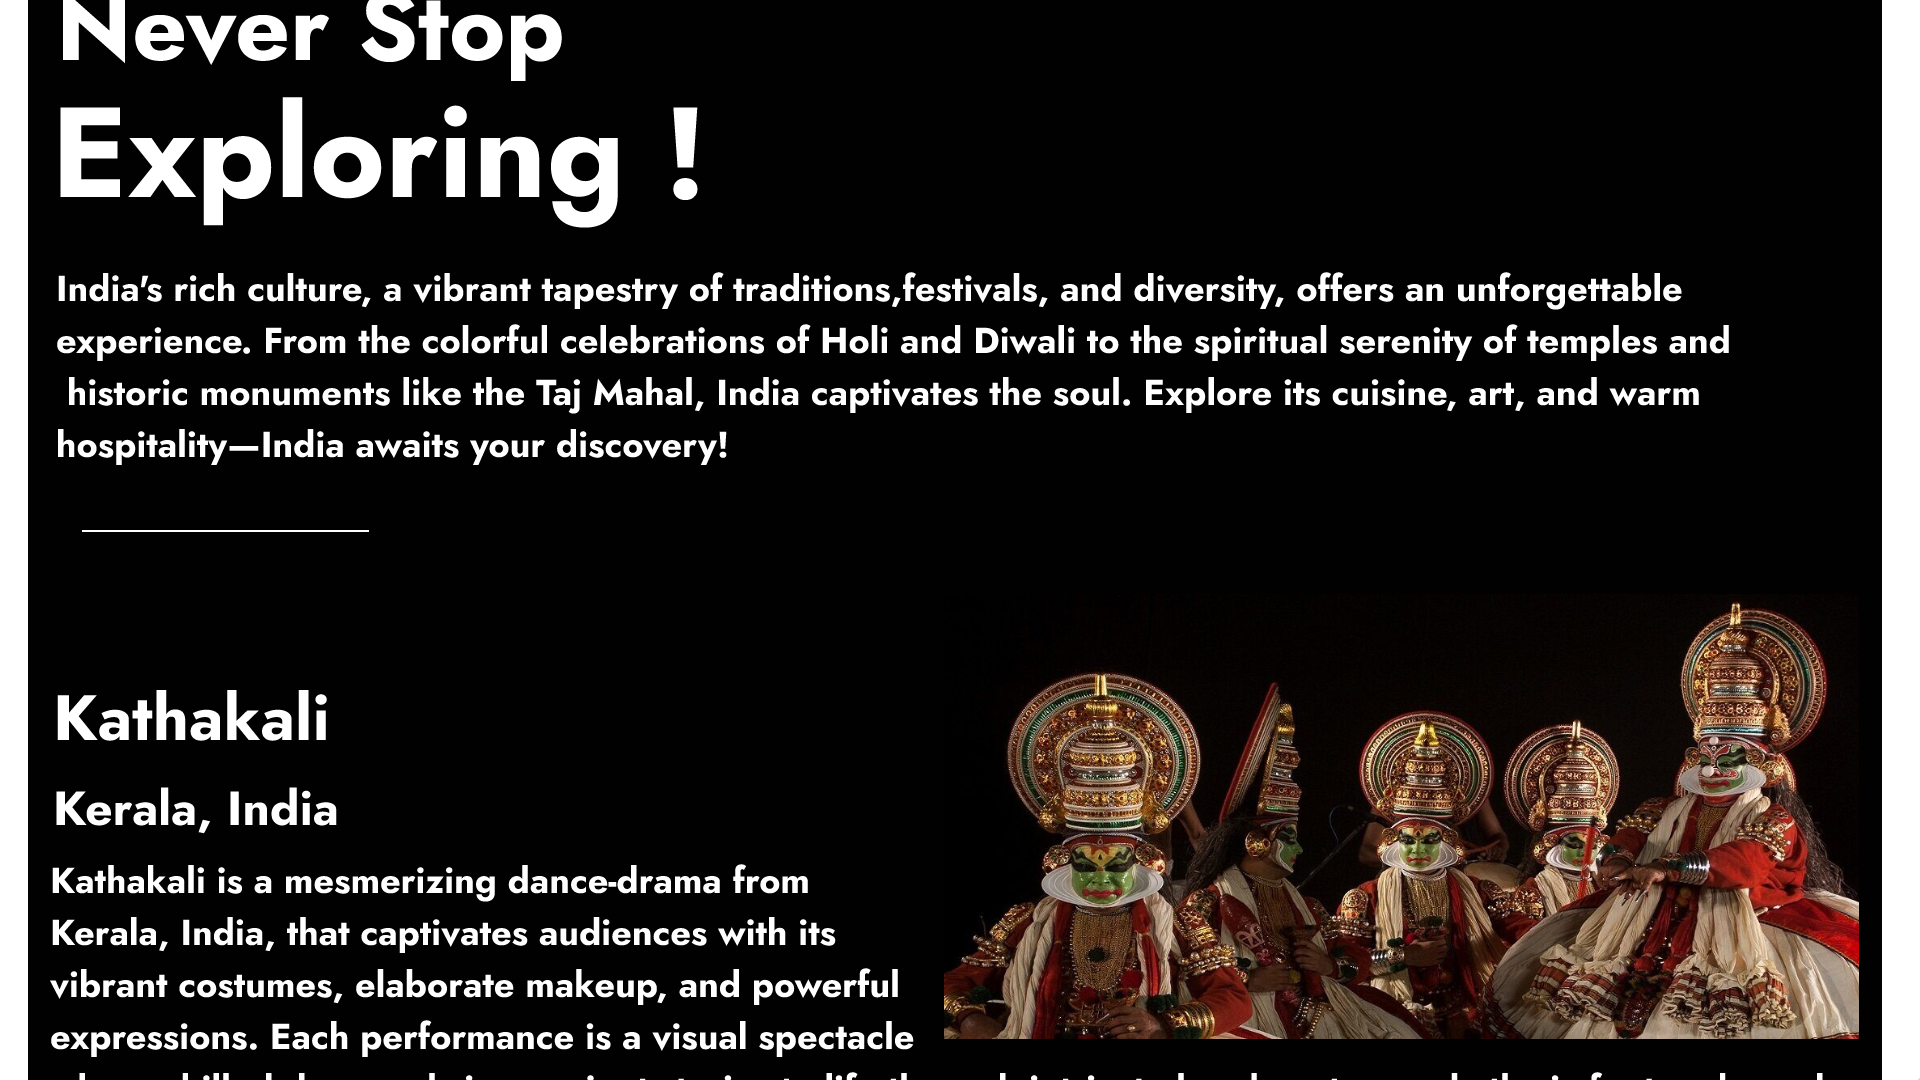 Never Stop
Exploring !
India's rich culture, a vibrant tapestry of traditions,festivals, and diversity, offers an unforgettable
experience. From the colorful celebrations of Holi and Diwali to the spiritual serenity of temples and
historic monuments like the Taj Mahal, India captivates the soul. Explore its cuisine, art, and warm
hospitality—India awaits your discovery!
Kathakali
Kerala, India
Kathakali is a mesmerizing dance-drama from
Kerala, India, that captivates audiences with its
vibrant costumes, elaborate makeup, and powerful
expressions. Each performance is a visual spectacle